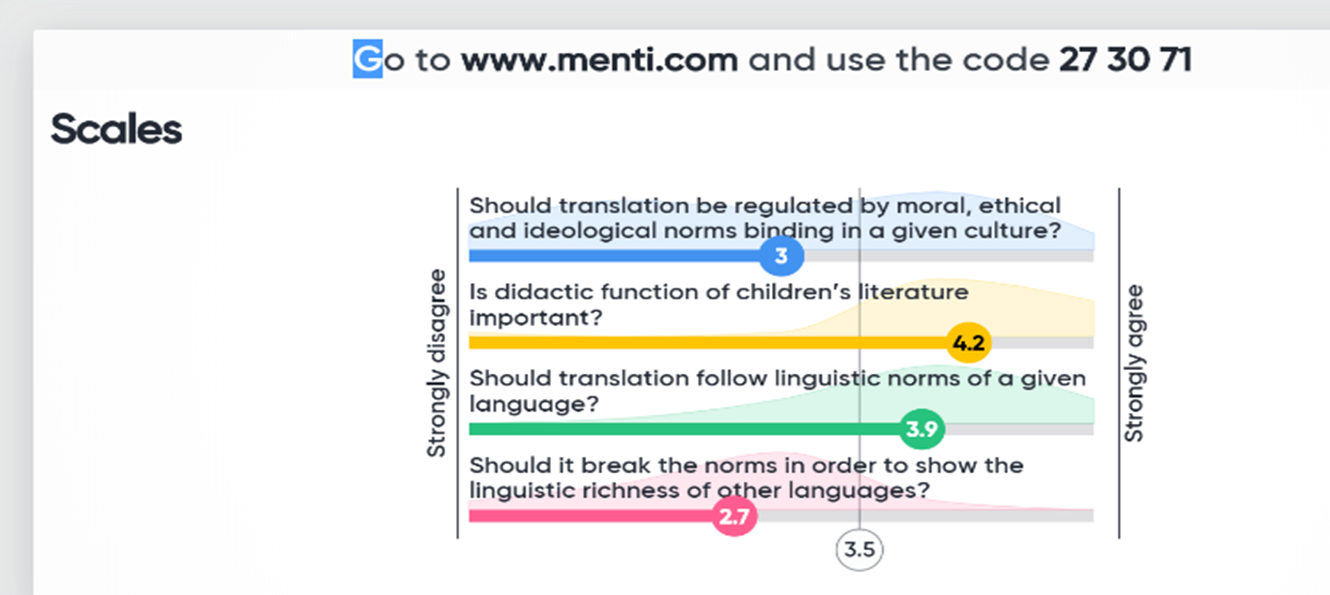 Go to www.menti.com and use the code 27 30 71
Scales
Strongly disagree
Should translation be regulated by moral, ethical
and ideological norms binding in a given culture?
3
Is didactic function of children's literature
important?
4.2
Should translation follow linguistic norms of a given
language?
3.9
Should it break the norms in order to show the
linguistic richness of other languages?
2.7
3.5
Strongly agree